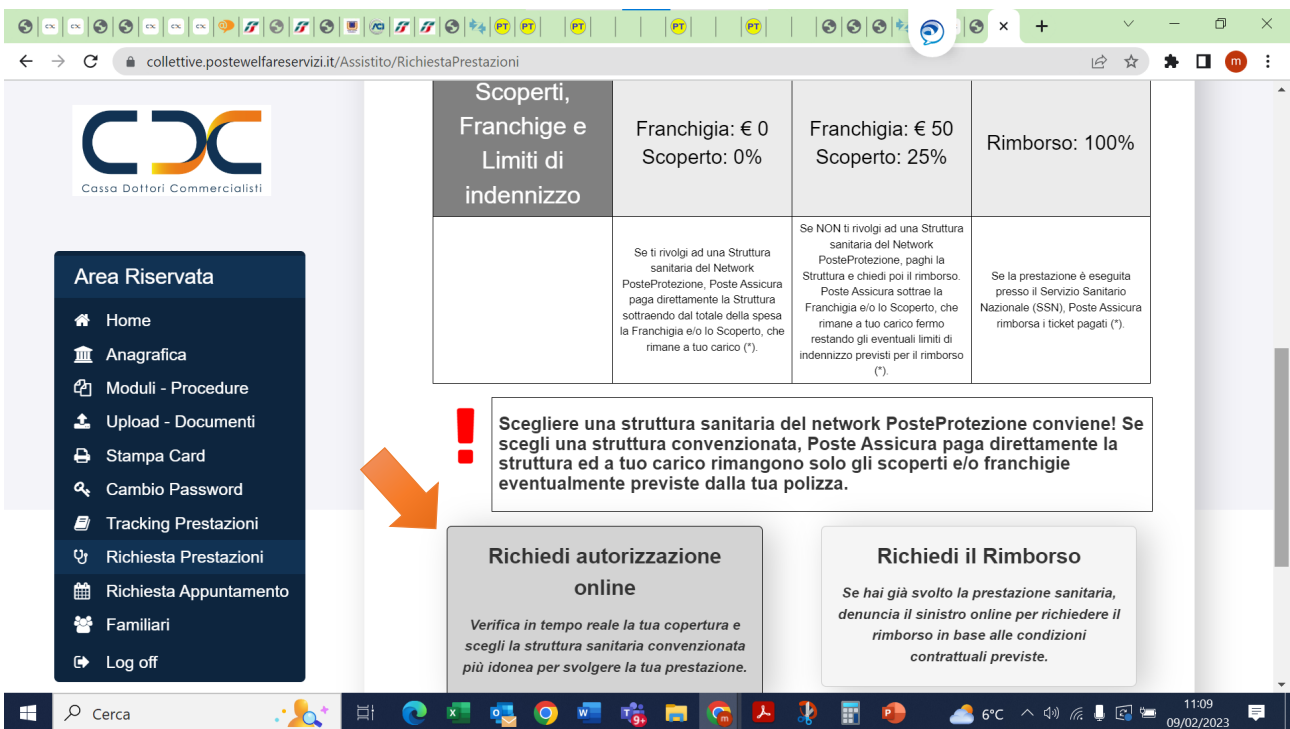 collettive.postewelfareservizi.it/Assistito/RichiestaPrestazioni
m
CDC
Cassa Dottori Commercialisti
Area Riservata
Home
Anagrafica
Moduli - Procedure
Upload - Documenti
Stampa Card
Cambio Password
Tracking Prestazioni
Richiesta Prestazioni
Richiesta Appuntamento
Familiari
Log off
Scoperti,
Franchige e
Limiti di
indennizzo
Franchigia: € 0
Scoperto: 0%
Franchigia: € 50
Scoperto: 25%
Rimborso: 100%
Se ti rivolgi ad una Struttura
sanitaria del Network
PosteProtezione, Poste Assicura
paga direttamente la Struttura
sottraendo dal totale della spesa
la Franchigia e/o lo Scoperto, che
rimane a tuo carico (*).
Se NON ti rivolgi ad una Struttura
sanitaria del Network
PosteProtezione, paghi la
Struttura e chiedi poi il rimborso.
Poste Assicura sottrae la
Franchigia e/o lo Scoperto, che
rimane a tuo carico fermo
restando gli eventuali limiti di
indennizzo previsti per il rimborso
(*).
Se la prestazione è eseguita
presso il Servizio Sanitario
Nazionale (SSN), Poste Assicura
rimborsa i ticket pagati (*).
Scegliere una struttura sanitaria del network PosteProtezione conviene! Se
scegli una struttura convenzionata, Poste Assicura paga direttamente la
struttura ed a tuo carico rimangono solo gli scoperti e/o franchigie
eventualmente previste dalla tua polizza.
Richiedi autorizzazione
online
Verifica in tempo reale la tua copertura e
scegli la struttura sanitaria convenzionata
più idonea per svolgere la tua prestazione.
Richiedi il Rimborso
Se hai già svolto la prestazione sanitaria,
denuncia il sinistro online per richiedere il
rimborso in base alle condizioni
contrattuali previste.
Cerca
9+
6°C
11:09
09/02/2023